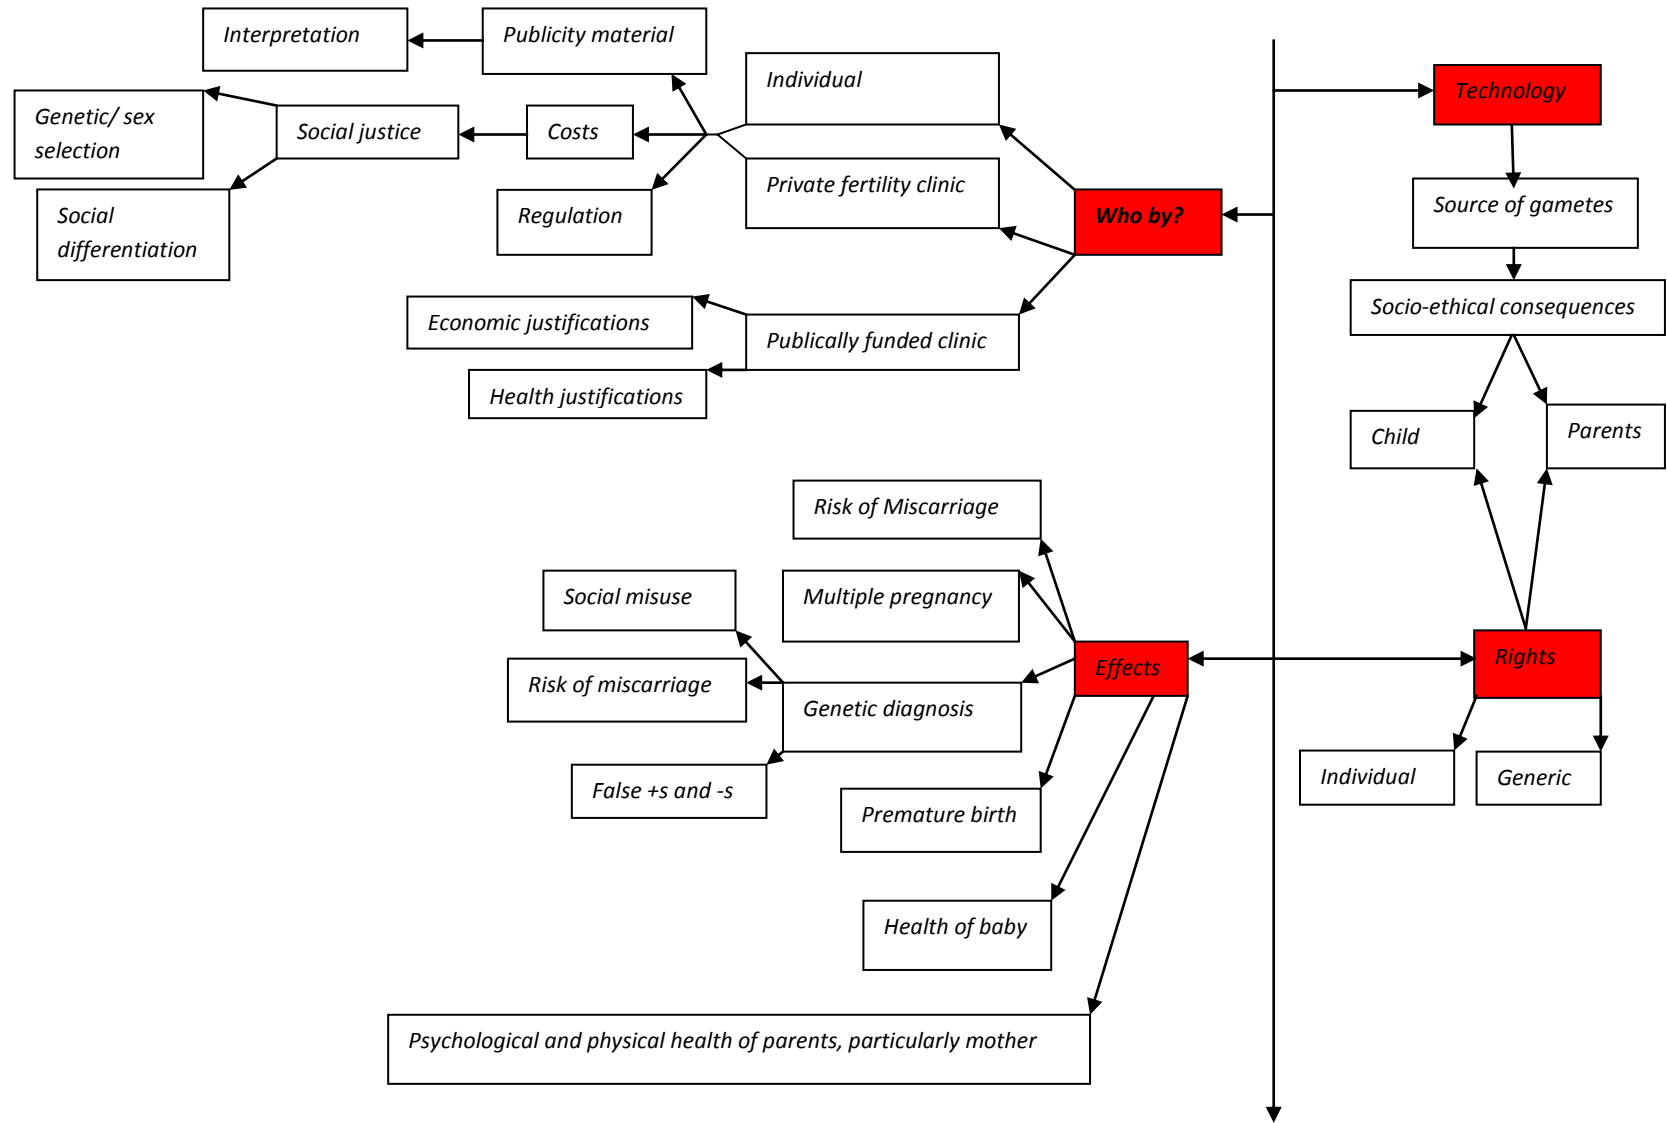 Interpretation
Publicity material
Individual
Technology
Genetic/ sex
selection
Social justice
Costs
Private fertility clinic
Source of gametes
Social
differentiation
Regulation
Who by?
Socio-ethical consequences
Economic justifications
Publically funded clinic
Health justifications
Child
Parents
Risk of Miscarriage
Social misuse
Multiple pregnancy
Effects
Rights
Risk of miscarriage
Genetic diagnosis
Individual
Generic
False +s and -s
Premature birth
Health of baby
Psychological and physical health of parents, particularly mother